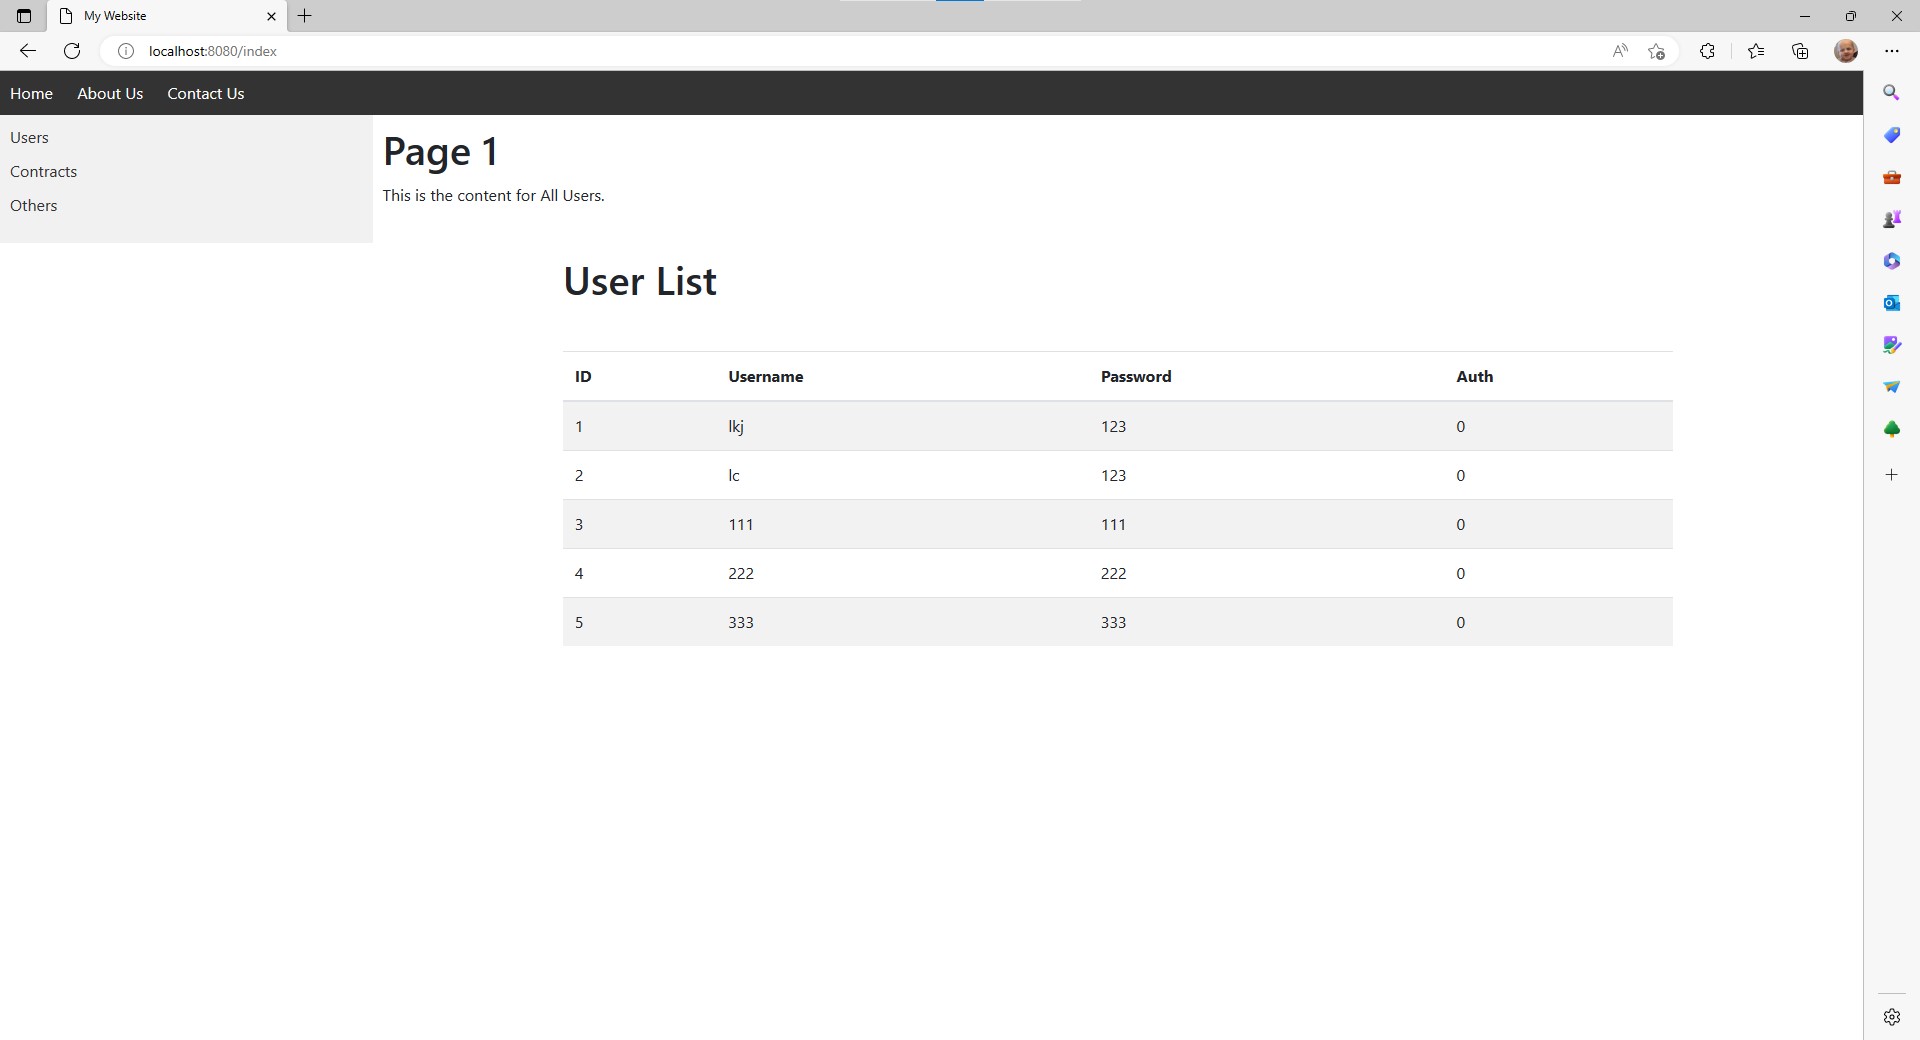 My Website
localhost:8080/index
Home About Us Contact Us
Users
Contracts
Others
Page 1
This is the content for All Users.
User List
ID Username Password Auth
1 lkj 123 0
2 lc 123 0
3 111 111 0
4 222 222 0
5 333 333 0